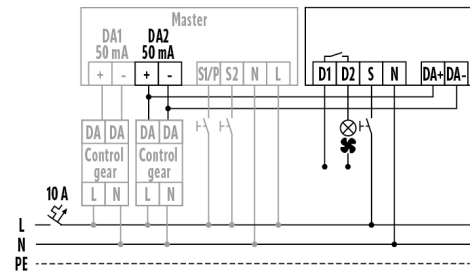 Master
DA1 DA2
50 mA 50 mA
+ - + - S1/P S2 N L D1 D2 S N DA+ DA-
DA DA DA DA
Control gear Control gear
L N L N
10 A
L
N
PE